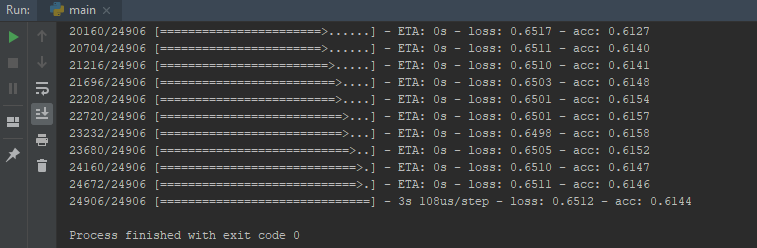 Run: main ×
20160/24906 [=======================>......] - ETA: 0s - loss: 0.6517 - acc: 0.6127
20704/24906 [=======================>......] - ETA: 0s - loss: 0.6511 - acc: 0.6140
21216/24906 [========================>.....] - ETA: 0s - loss: 0.6510 - acc: 0.6141
21696/24906 [=========================>....] - ETA: 0s - loss: 0.6503 - acc: 0.6148
22208/24906 [=========================>....] - ETA: 0s - loss: 0.6501 - acc: 0.6154
22720/24906 [==========================>...] - ETA: 0s - loss: 0.6501 - acc: 0.6157
23232/24906 [==========================>...] - ETA: 0s - loss: 0.6498 - acc: 0.6158
23680/24906 [===========================>..] - ETA: 0s - loss: 0.6505 - acc: 0.6152
24160/24906 [============================>.] - ETA: 0s - loss: 0.6510 - acc: 0.6147
24672/24906 [============================>.] - ETA: 0s - loss: 0.6511 - acc: 0.6146
24906/24906 [==============================] - 3s 108us/step - loss: 0.6512 - acc: 0.6144
Process finished with exit code 0